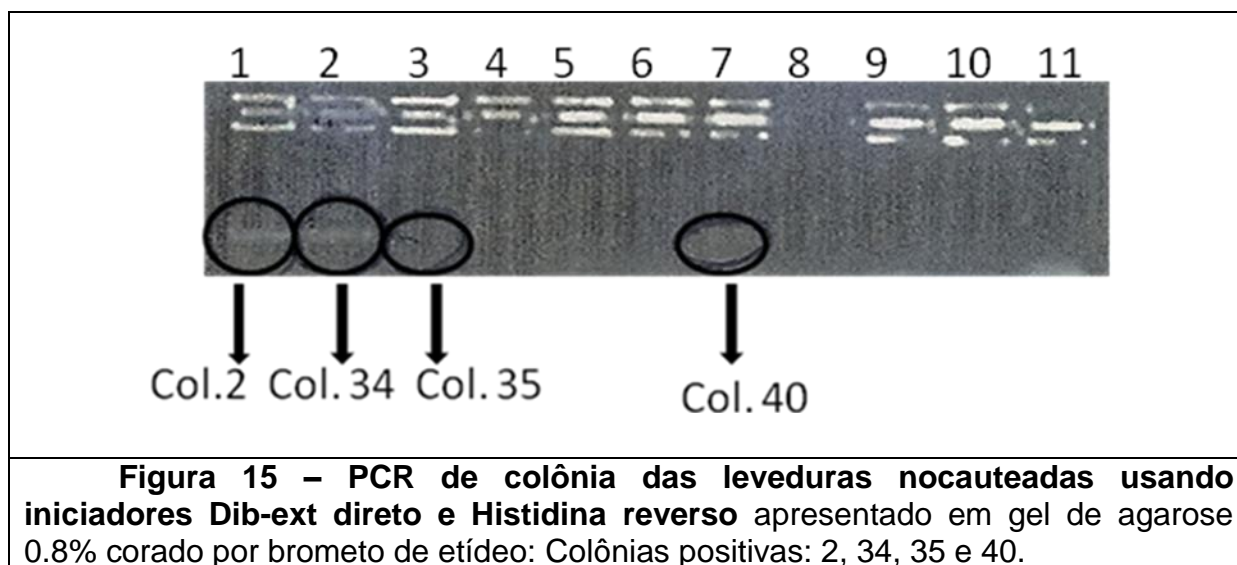 1 2 3 4 5 6 7 8 9 10 11
Col.2 Col. 34 Col. 35 Col. 40
Figura 15 – PCR de colônia das leveduras nocauteadas usando
iniciadores Dib-ext direto e Histidina reverso apresentado em gel de agarose
0.8% corado por brometo de etídeo: Colônias positivas: 2, 34, 35 e 40.